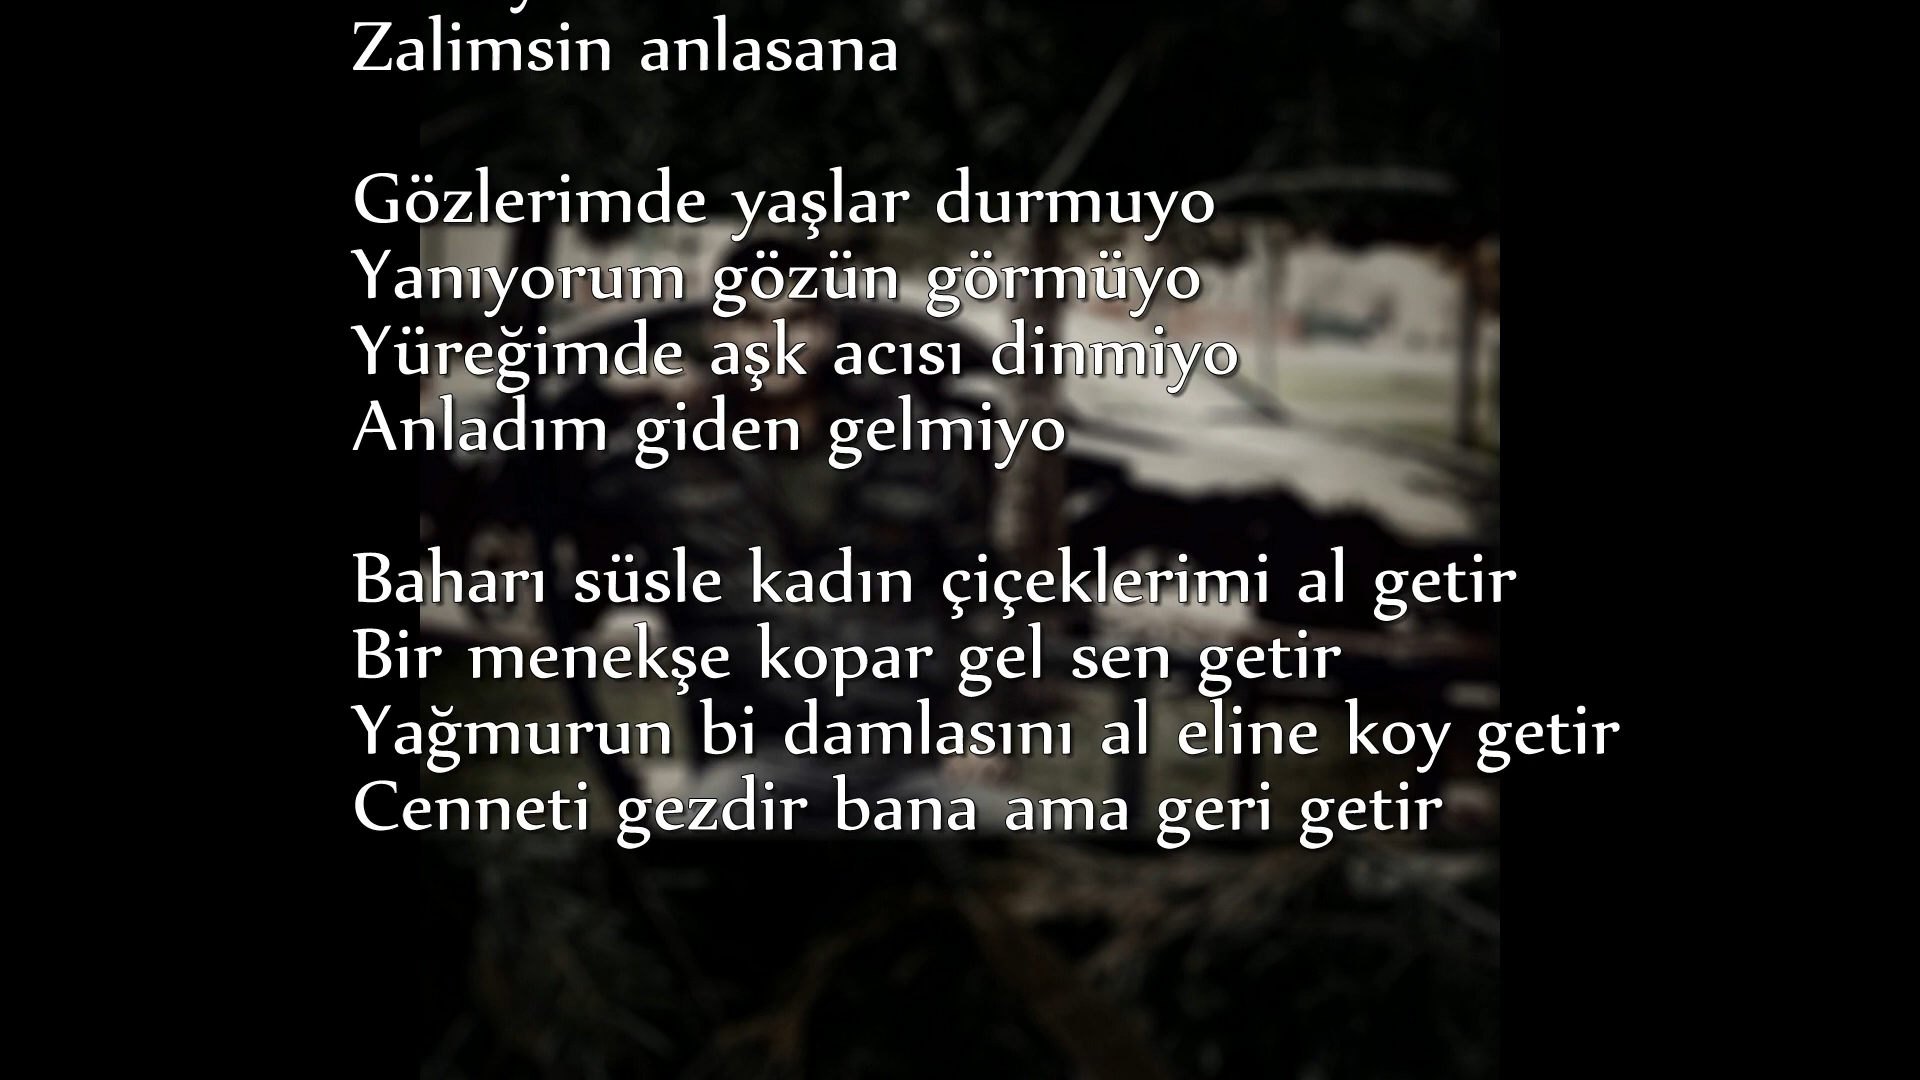 Zalimsin anlasana
Gözlerimde yaşlar durmuyo
Yanıyorum gözün görmüyo
Yüreğimde aşk acısı dinmiyo
Anladım giden gelmiyo
Baharı süsle kadın çiçeklerimi al getir
Bir menekşe kopar gel sen getir
Yağmurun bi damlasını al eline koy getir
Cenneti gezdir bana ama geri getir